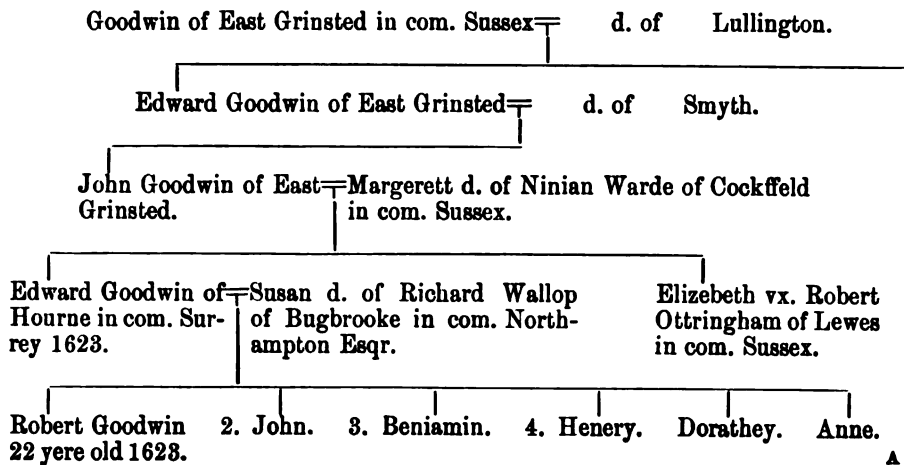 Goodwin of East Grinsted in com. Sussex d. of Lullington.
Edward Goodwin of East Grinsted d. of Smyth.
John Goodwin of East Margerett d. of Ninian Warde of Cockffeld
Grinsted. in com. Sussex.
Edward Goodwin of Susan d. of Richard Wallop Elizebeth vx. Robert
Hourne in com. Sur- of Bugbrooke in com. North- Ottringham of Lewes
rey 1623. ampton Esqr. in com. Sussex.
Robert Goodwin 2. John. 3. Beniamin. 4. Henery. Dorathey. Anne.
22 yere old 1623. A